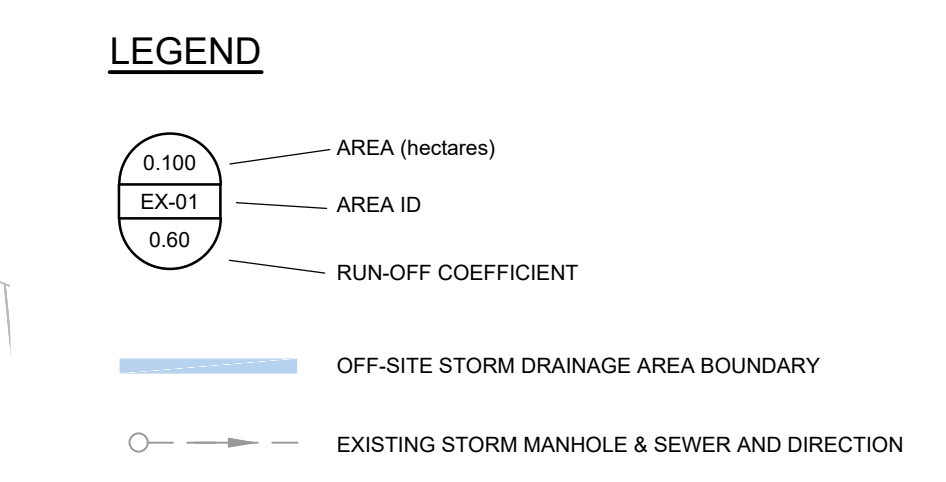 LEGEND
0.100
AREA (hectares)
EX-01
AREA ID
0.60
RUN-OFF COEFFICIENT
OFF-SITE STORM DRAINAGE AREA BOUNDARY
EXISTING STORM MANHOLE & SEWER AND DIRECTION